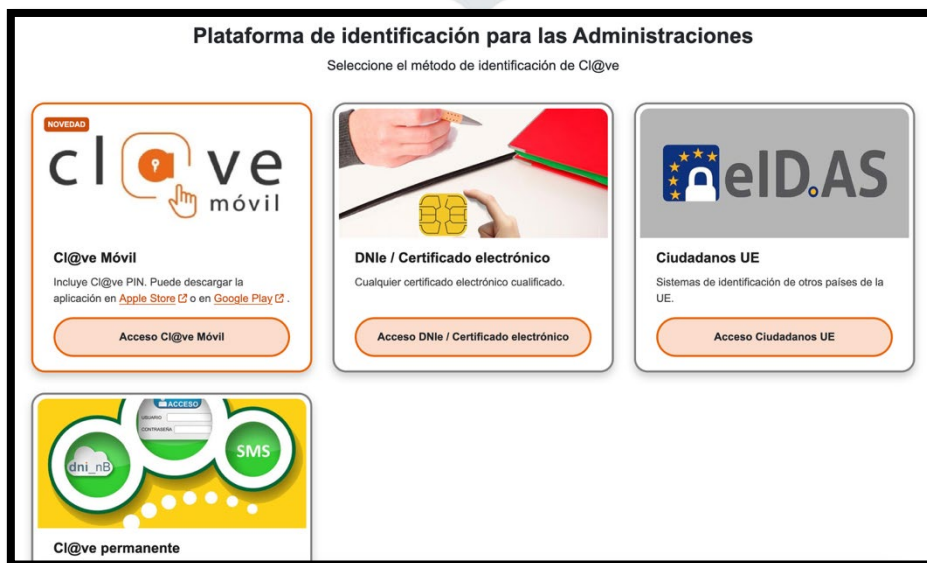 Plataforma de identificación para las Administraciones
Seleccione el método de identificación de Cl@ve
NOVEDAD
cl@ve
móvil
Cl@ve Móvil
Incluye Cl@ve PIN. Puede descargar la
aplicación en Apple Store o en Google Play .
Acceso Cl@ve Móvil
DNIe / Certificado electrónico
Cualquier certificado electrónico cualificado.
Acceso DNIe / Certificado electrónico
eID.AS
Ciudadanos UE
Sistemas de identificación de otros países de la
UE.
Acceso Ciudadanos UE
ACCESO
USUARIO
CONTRASEÑA
dni_nB
SMS
Cl@ve permanente